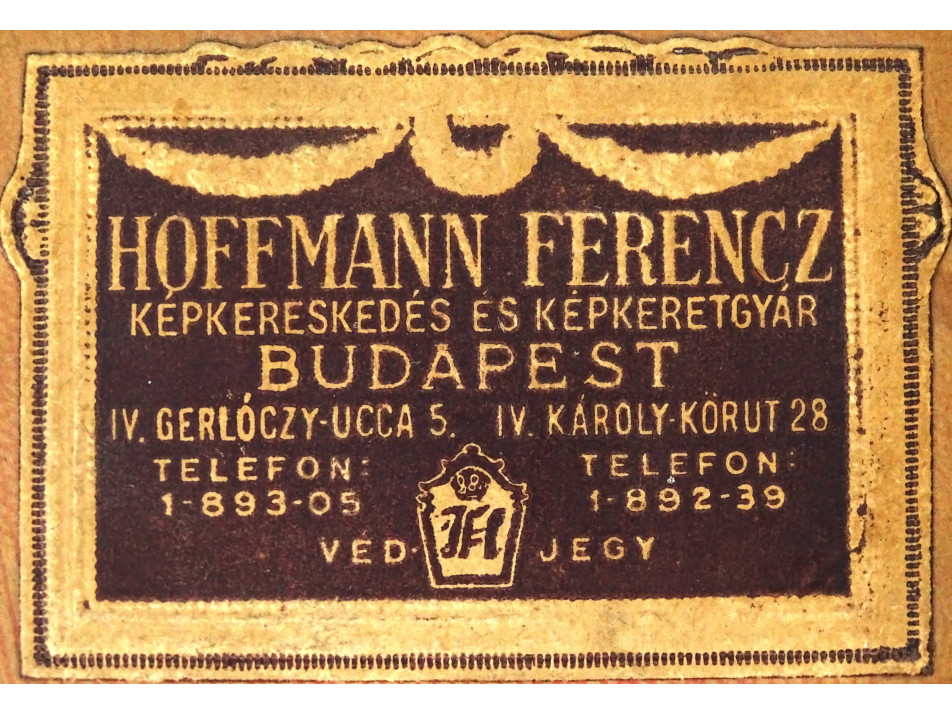 HOFFMANN FERENCZ
KÉPKERESKEDÉS ÉS KÉPKERETGYÁR
BUDAPEST
IV. GERLÓCZY-UCCA 5. IV. KÁROLY-KÖRUT 28
TELEFON: TELEFON:
1-893-05 1-892-39
VÉD- JEGY